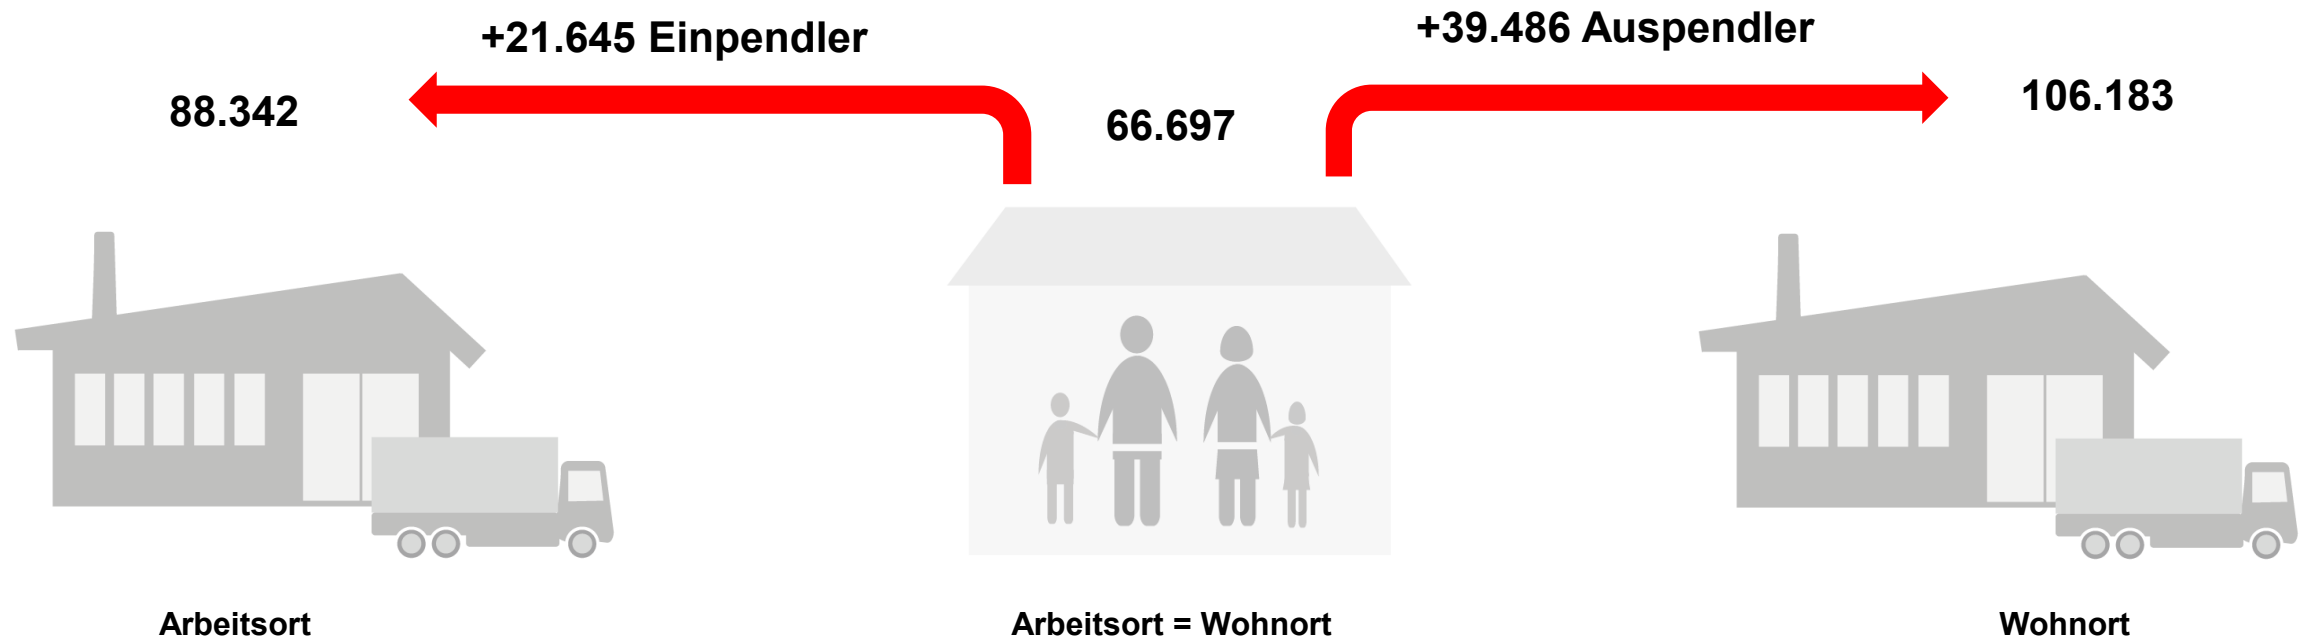 +21.645 Einpendler
+39.486 Auspendler
88.342
66.697
106.183
Arbeitsort
Arbeitsort = Wohnort
Wohnort